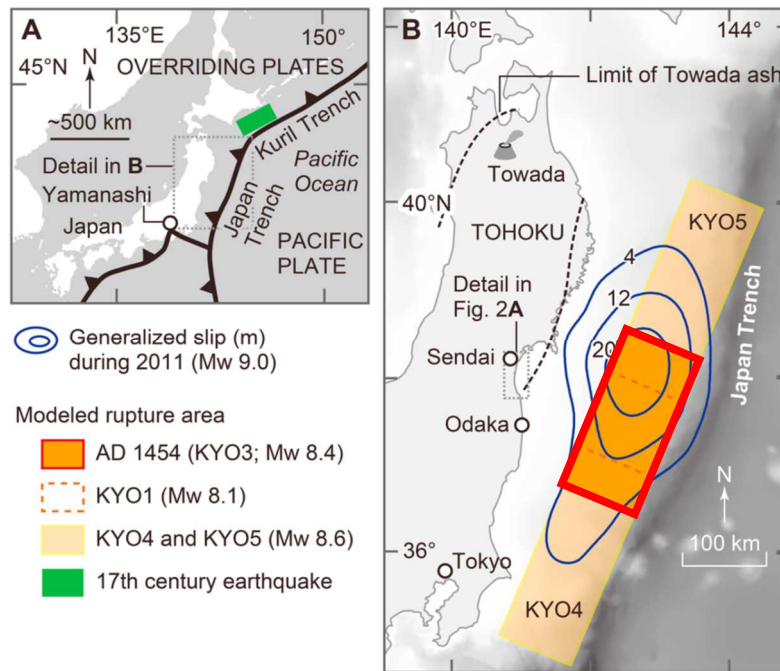 A
135°E
150°
45°N
N
OVERRIDING PLATES
~500 km
Kuril Trench
Detail in B
Pacific
Ocean
Yamanashi
Japan
Japan
Trench
PACIFIC
PLATE
Generalized slip (m)
during 2011 (Mw 9.0)
Modeled rupture area
AD 1454 (KYO3; Mw 8.4)
KYO1 (Mw 8.1)
KYO4 and KYO5 (Mw 8.6)
17th century earthquake
B
140°E
144°
Limit of Towada ash
Towada
40°N
TOHOKU
KYO5
4
Detail in
Fig. 2A
12
Sendai
20
Japan Trench
Odaka
N
36°
Tokyo
100 km
KYO4